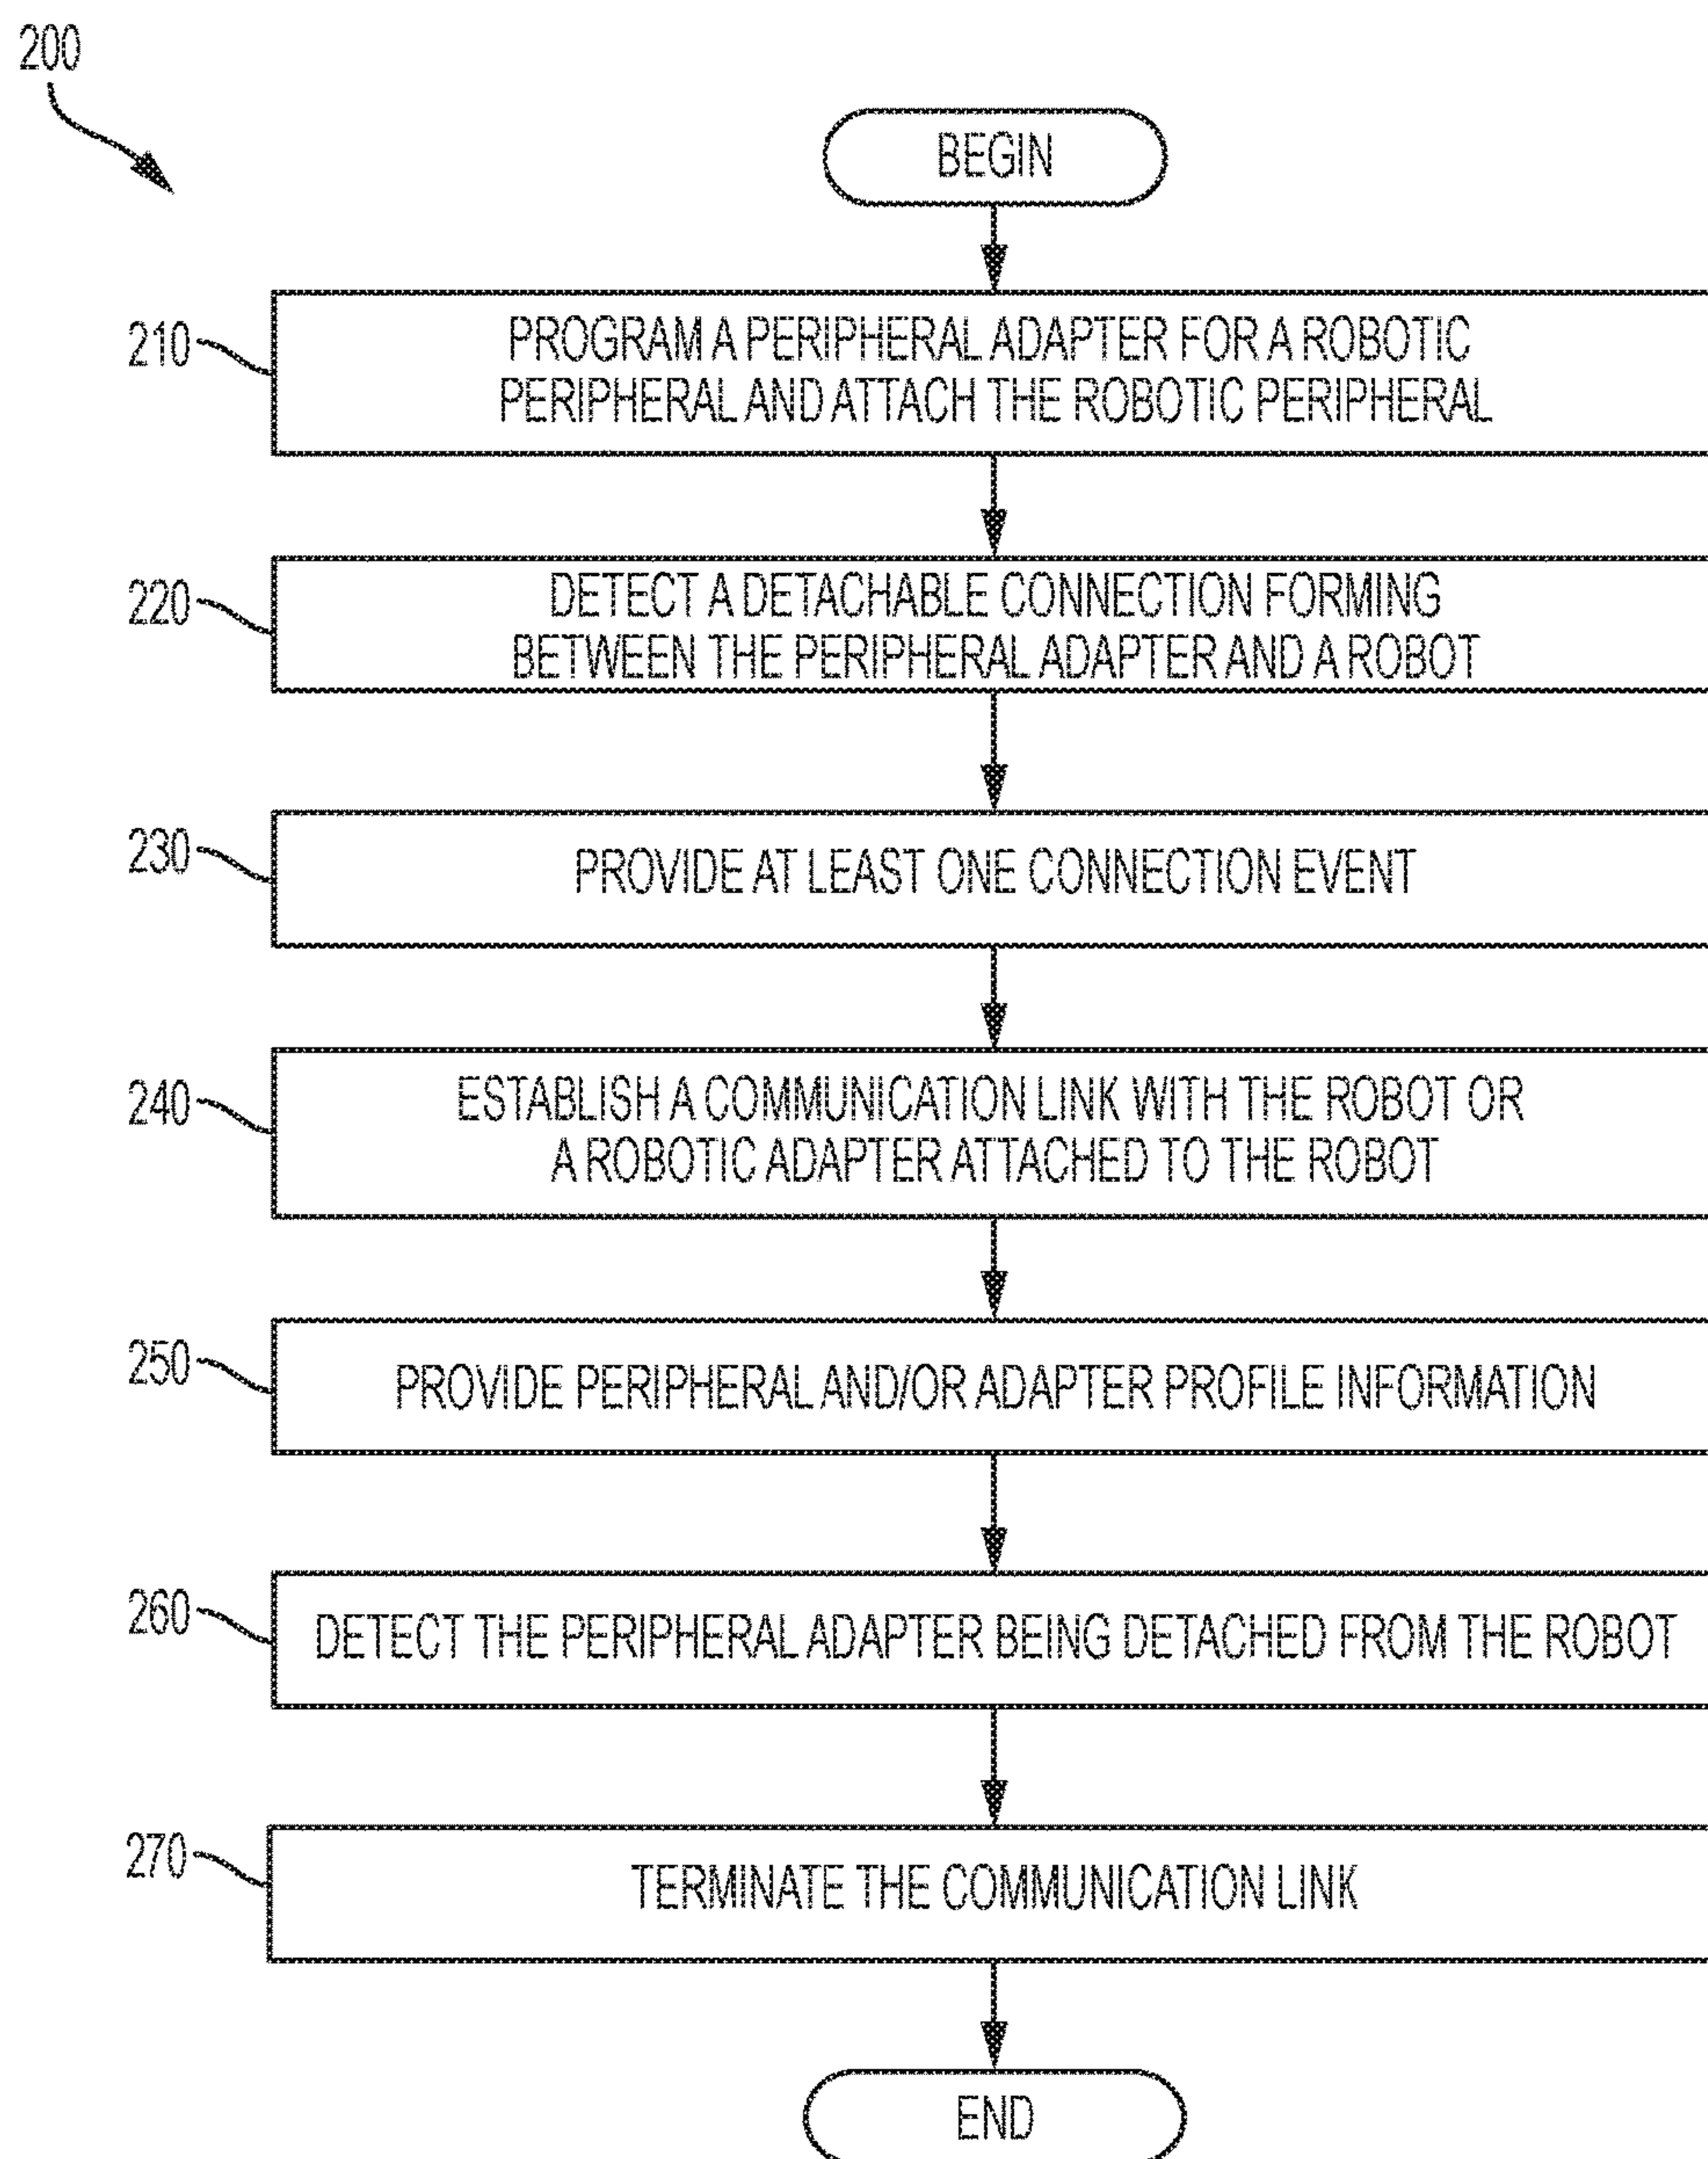 200
BEGIN
210
PROGRAM A PERIPHERAL ADAPTER FOR A ROBOTIC
PERIPHERAL AND ATTACH THE ROBOTIC PERIPHERAL
220
DETECT A DETACHABLE CONNECTION FORMING
BETWEEN THE PERIPHERAL ADAPTER AND A ROBOT
230
PROVIDE AT LEAST ONE CONNECTION EVENT
240
ESTABLISH A COMMUNICATION LINK WITH THE ROBOT OR
A ROBOTIC ADAPTER ATTACHED TO THE ROBOT
250
PROVIDE PERIPHERAL AND/OR ADAPTER PROFILE INFORMATION
260
DETECT THE PERIPHERAL ADAPTER BEING DETACHED FROM THE ROBOT
270
TERMINATE THE COMMUNICATION LINK
END